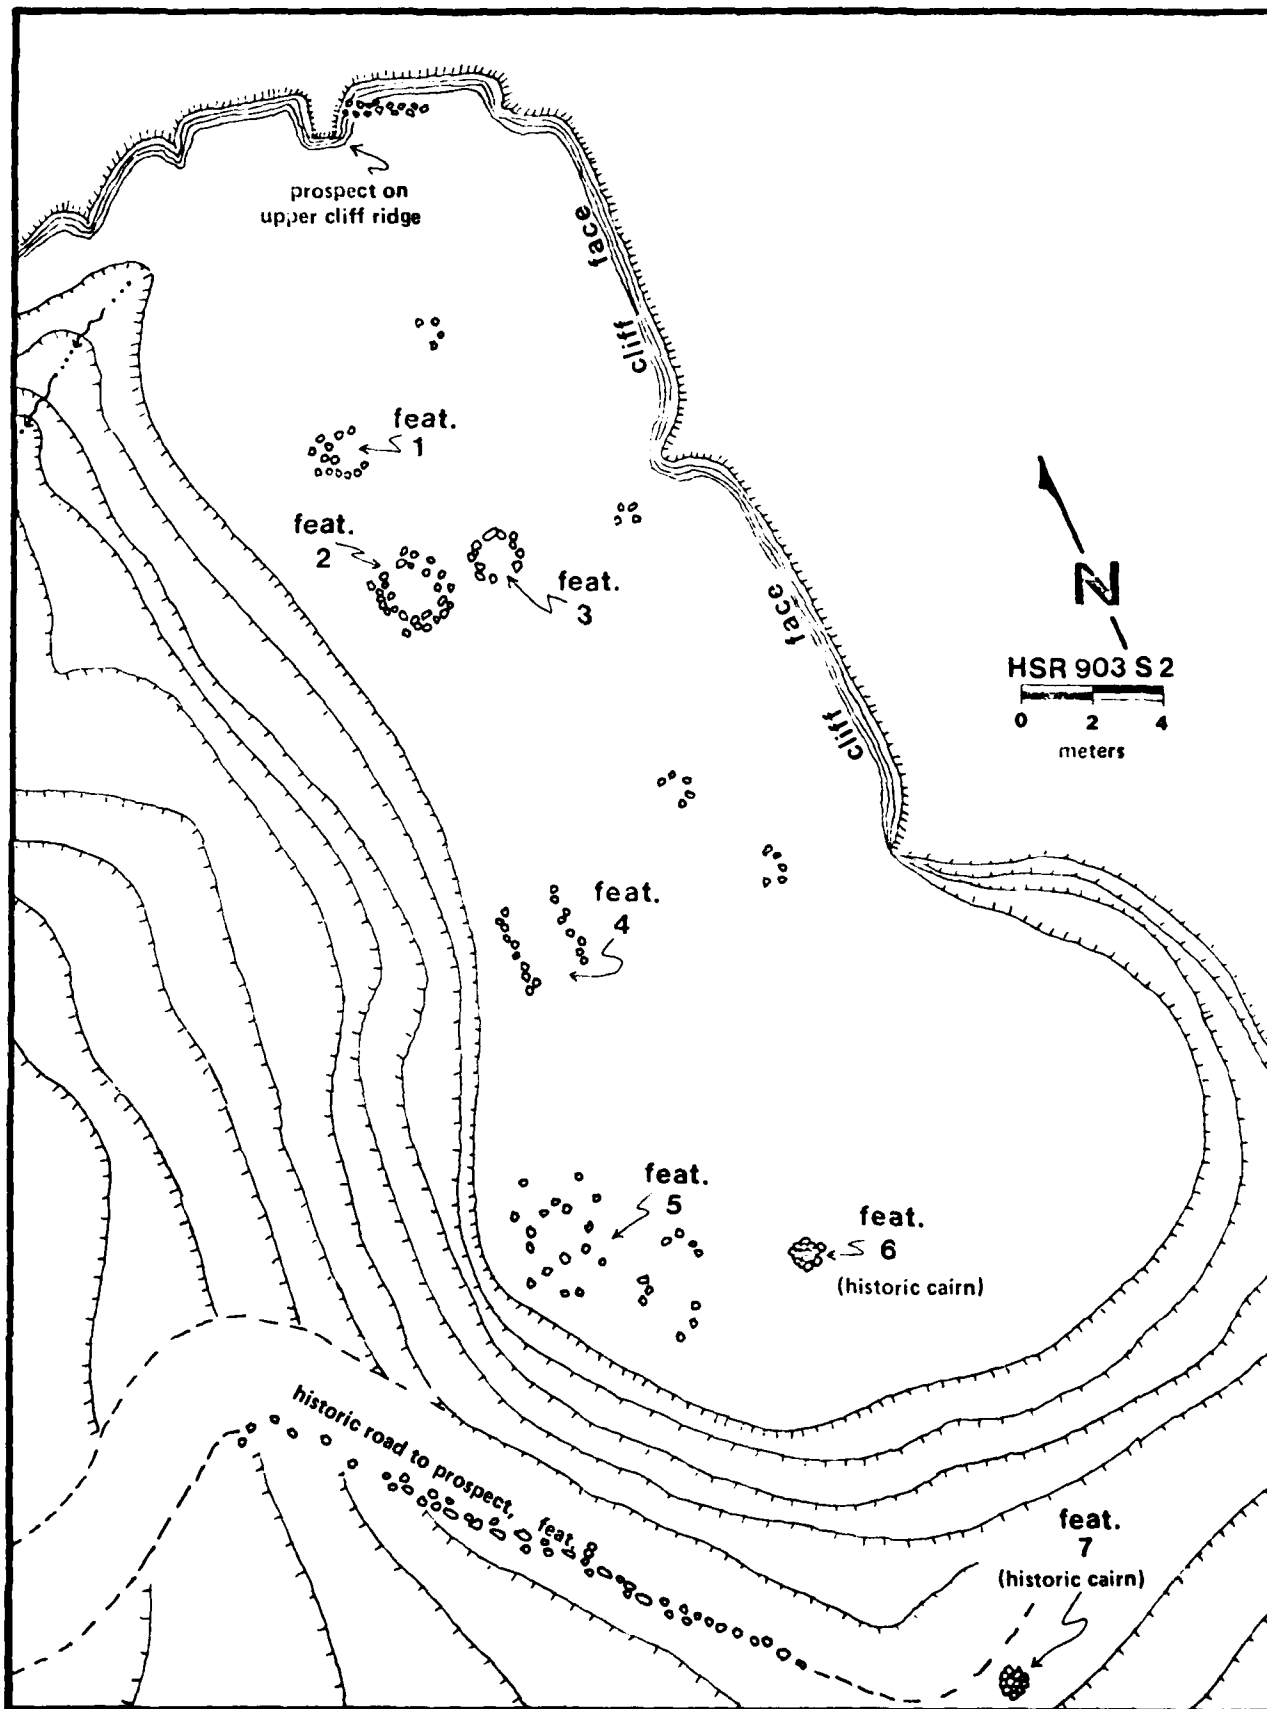 prospect on
upper cliff ridge
cliff face
feat.
1
feat.
2
feat.
3
cliff face
N
HSR 903 S 2
0 2 4
meters
feat.
4
feat.
5
feat.
6
(historic cairn)
historic road to prospect, feat. 8
feat.
7
(historic cairn)